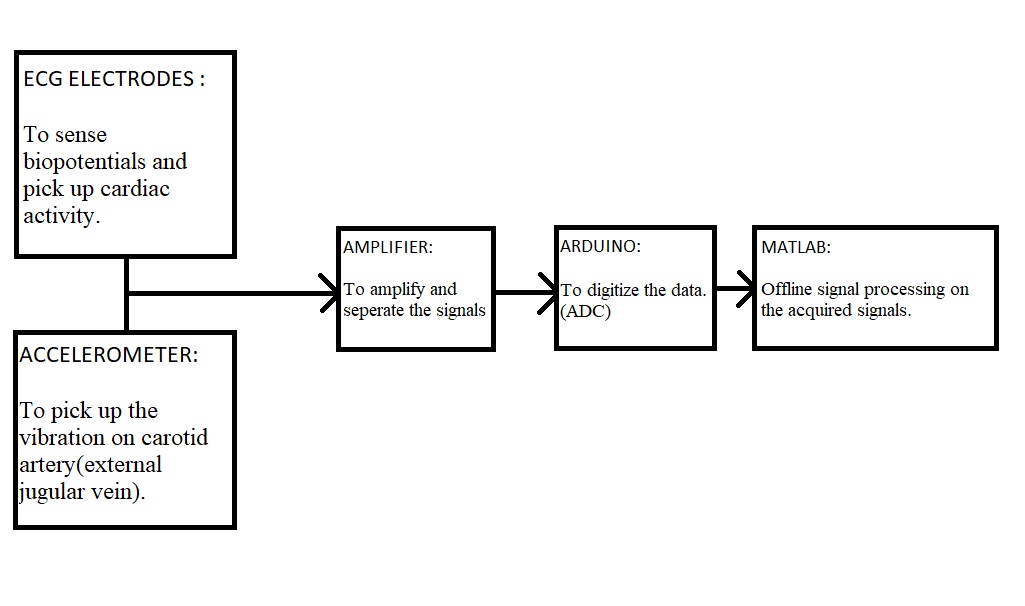 ECG ELECTRODES :
To sense
biopotentials and
pick up cardiac
activity.
ACCELEROMETER:
To pick up the
vibration on carotid
artery(external
jugular vein).
AMPLIFIER:
To amplify and
seperate the signals
ARDUINO:
To digitize the data.
(ADC)
MATLAB:
Offline signal processing on
the acquired signals.